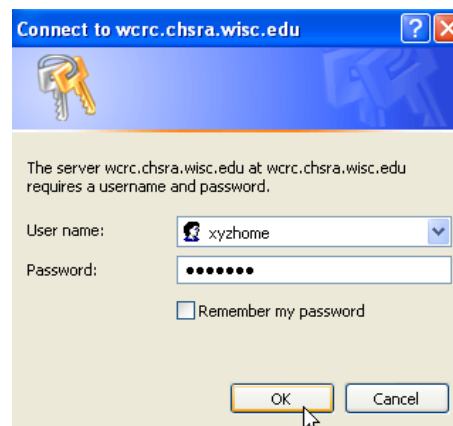 Connect to wcrc.chsra.wisc.edu
The server wcrc.chsra.wisc.edu at wcrc.chsra.wisc.edu
requires a username and password.
User name:
xyzhome
Password:
●●●●●●●
Remember my password
OK
Cancel